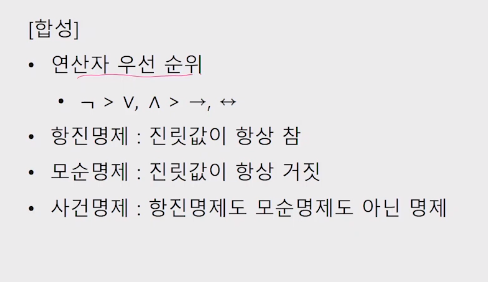 [합성]
• 연산자 우선 순위
• ¬ > ∨, ∧ > →, ↔
• 항진명제 : 진릿값이 항상 참
• 모순명제 : 진릿값이 항상 거짓
• 사건명제 : 항진명제도 모순명제도 아닌 명제